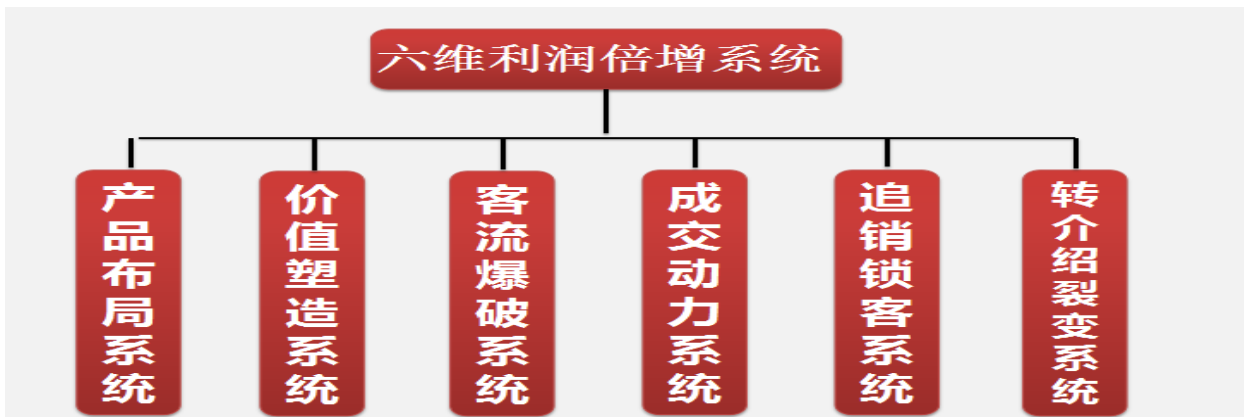 六维利润倍增系统
产品布局系统
价值塑造系统
客流爆破系统
成交动力系统
追销锁客系统
转介绍裂变系统